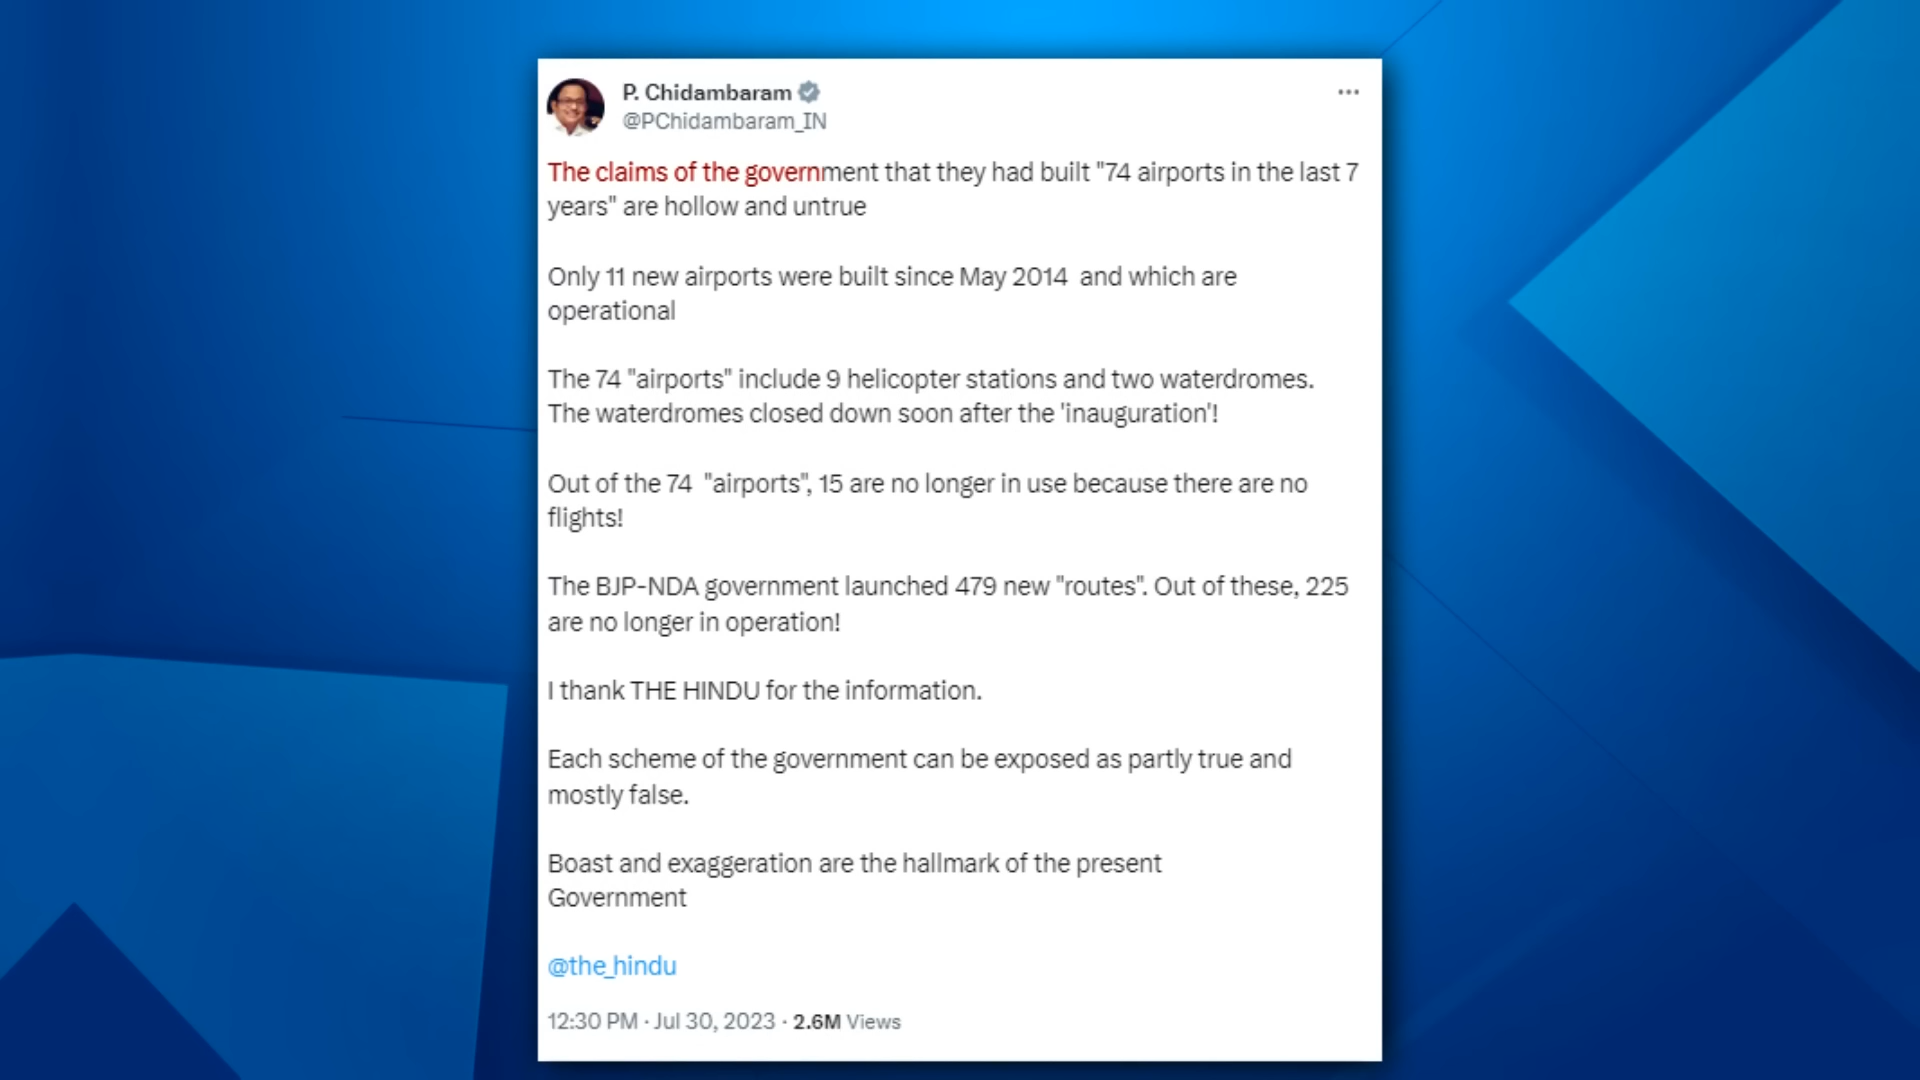 P. Chidambaram
@PChidambaram_IN
The claims of the government that they had built "74 airports in the last 7
years" are hollow and untrue
Only 11 new airports were built since May 2014  and which are
operational
The 74 "airports" include 9 helicopter stations and two waterdromes.
The waterdromes closed down soon after the 'inauguration'!
Out of the 74  "airports", 15 are no longer in use because there are no
flights!
The BJP-NDA government launched 479 new "routes". Out of these, 225
are no longer in operation!
I thank THE HINDU for the information.
Each scheme of the government can be exposed as partly true and
mostly false.
Boast and exaggeration are the hallmark of the present
Government
@the_hindu
12:30 PM · Jul 30, 2023 · 2.6M Views